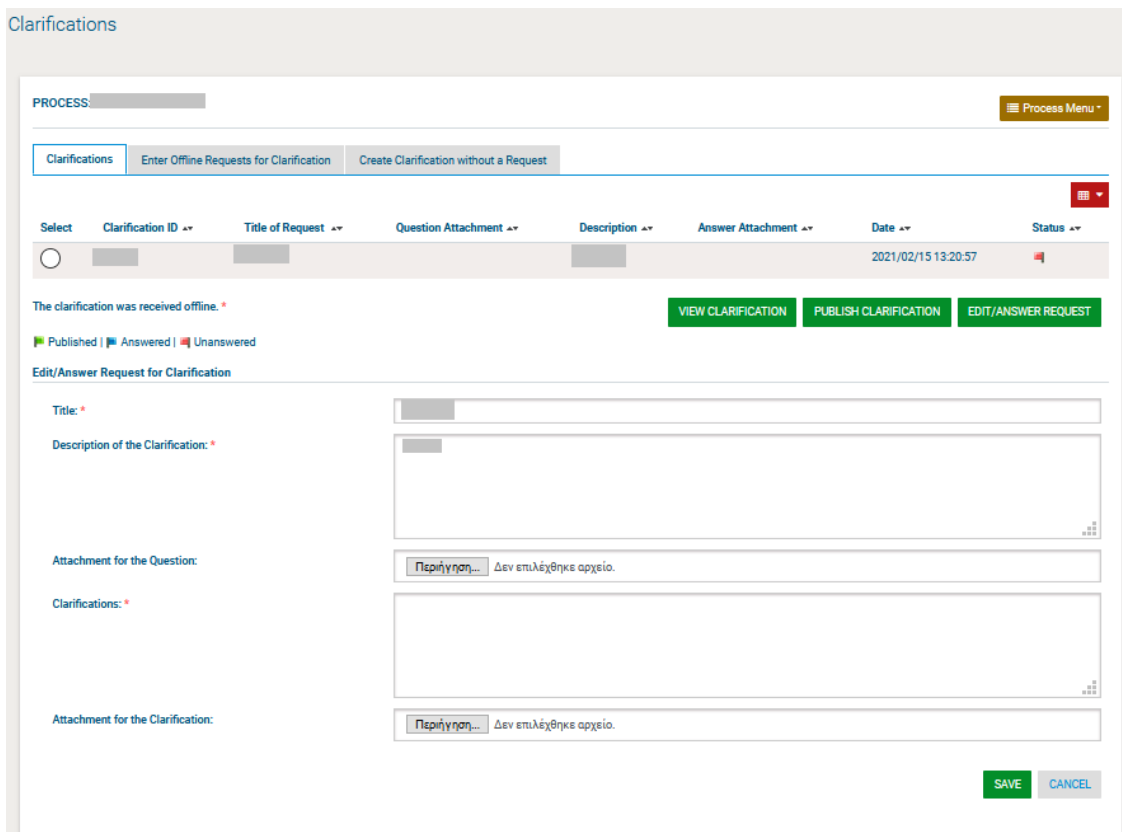 Clarifications
PROCESS:
Process Menu
Clarifications Enter Offline Requests for Clarification Create Clarification without a Request
Select Clarification ID Title of Request Question Attachment Description Answer Attachment Date Status
2021/02/15 13:20:57
The clarification was received offline. *
VIEW CLARIFICATION PUBLISH CLARIFICATION EDIT/ANSWER REQUEST
Published | Answered | Unanswered
Edit/Answer Request for Clarification
Title: *
Description of the Clarification: *
Attachment for the Question: Περιήγηση... Δεν επιλέχθηκε αρχείο.
Clarifications: *
Attachment for the Clarification: Περιήγηση... Δεν επιλέχθηκε αρχείο.
SAVE CANCEL